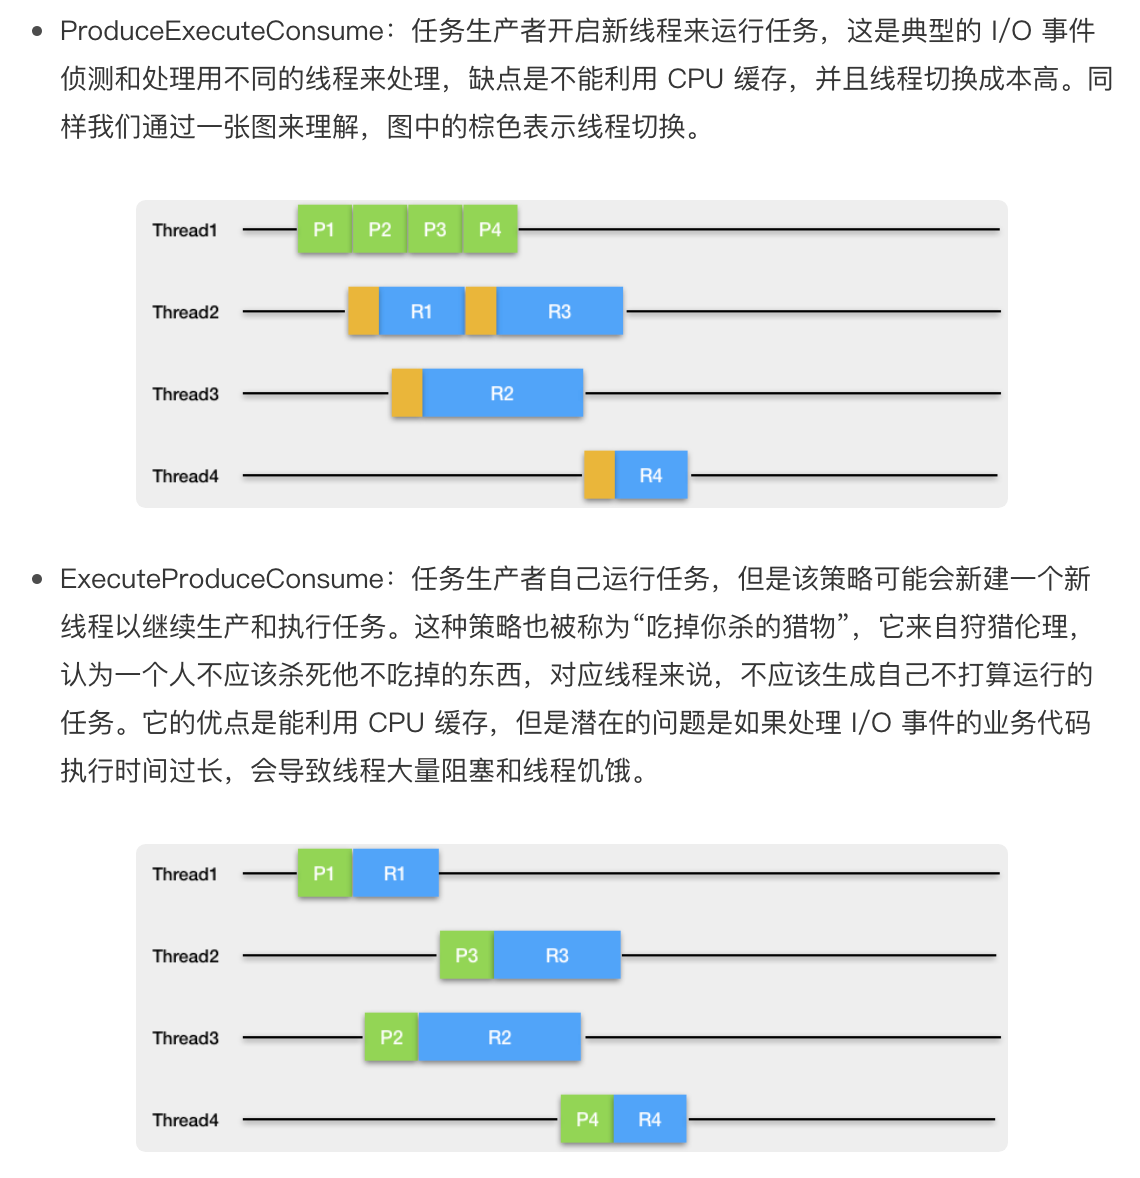 ProduceExecuteConsume：任务生产者开启新线程来运行任务，这是典型的 I/O 事件
侦测和处理用不同的线程来处理，缺点是不能利用 CPU 缓存，并且线程切换成本高。同
样我们通过一张图来理解，图中的棕色表示线程切换。
Thread1 P1 P2 P3 P4
Thread2 R1 R3
Thread3 R2
Thread4 R4
ExecuteProduceConsume：任务生产者自己运行任务，但是该策略可能会新建一个新
线程以继续生产和执行任务。这种策略也被称为“吃掉你杀的猎物”，它来自狩猎伦理，
认为一个人不应该杀死他不吃掉的东西，对应线程来说，不应该生成自己不打算运行的
任务。它的优点是能利用 CPU 缓存，但是潜在的问题是如果处理 I/O 事件的业务代码
执行时间过长，会导致线程大量阻塞和线程饥饿。
Thread1 P1 R1
Thread2 P3 R3
Thread3 P2 R2
Thread4 P4 R4